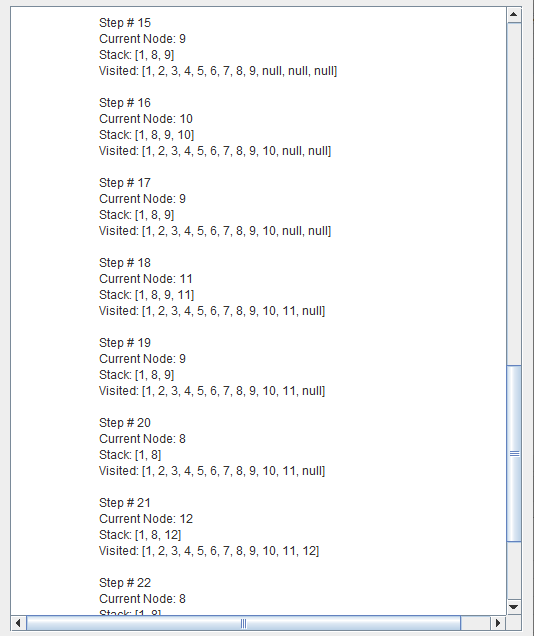 Step # 15
Current Node: 9
Stack: [1, 8, 9]
Visited: [1, 2, 3, 4, 5, 6, 7, 8, 9, null, null, null]
Step # 16
Current Node: 10
Stack: [1, 8, 9, 10]
Visited: [1, 2, 3, 4, 5, 6, 7, 8, 9, 10, null, null]
Step # 17
Current Node: 9
Stack: [1, 8, 9]
Visited: [1, 2, 3, 4, 5, 6, 7, 8, 9, 10, null, null]
Step # 18
Current Node: 11
Stack: [1, 8, 9, 11]
Visited: [1, 2, 3, 4, 5, 6, 7, 8, 9, 10, 11, null]
Step # 19
Current Node: 9
Stack: [1, 8, 9]
Visited: [1, 2, 3, 4, 5, 6, 7, 8, 9, 10, 11, null]
Step # 20
Current Node: 8
Stack: [1, 8]
Visited: [1, 2, 3, 4, 5, 6, 7, 8, 9, 10, 11, null]
Step # 21
Current Node: 12
Stack: [1, 8, 12]
Visited: [1, 2, 3, 4, 5, 6, 7, 8, 9, 10, 11, 12]
Step # 22
Current Node: 8
Stack: [1, 8]